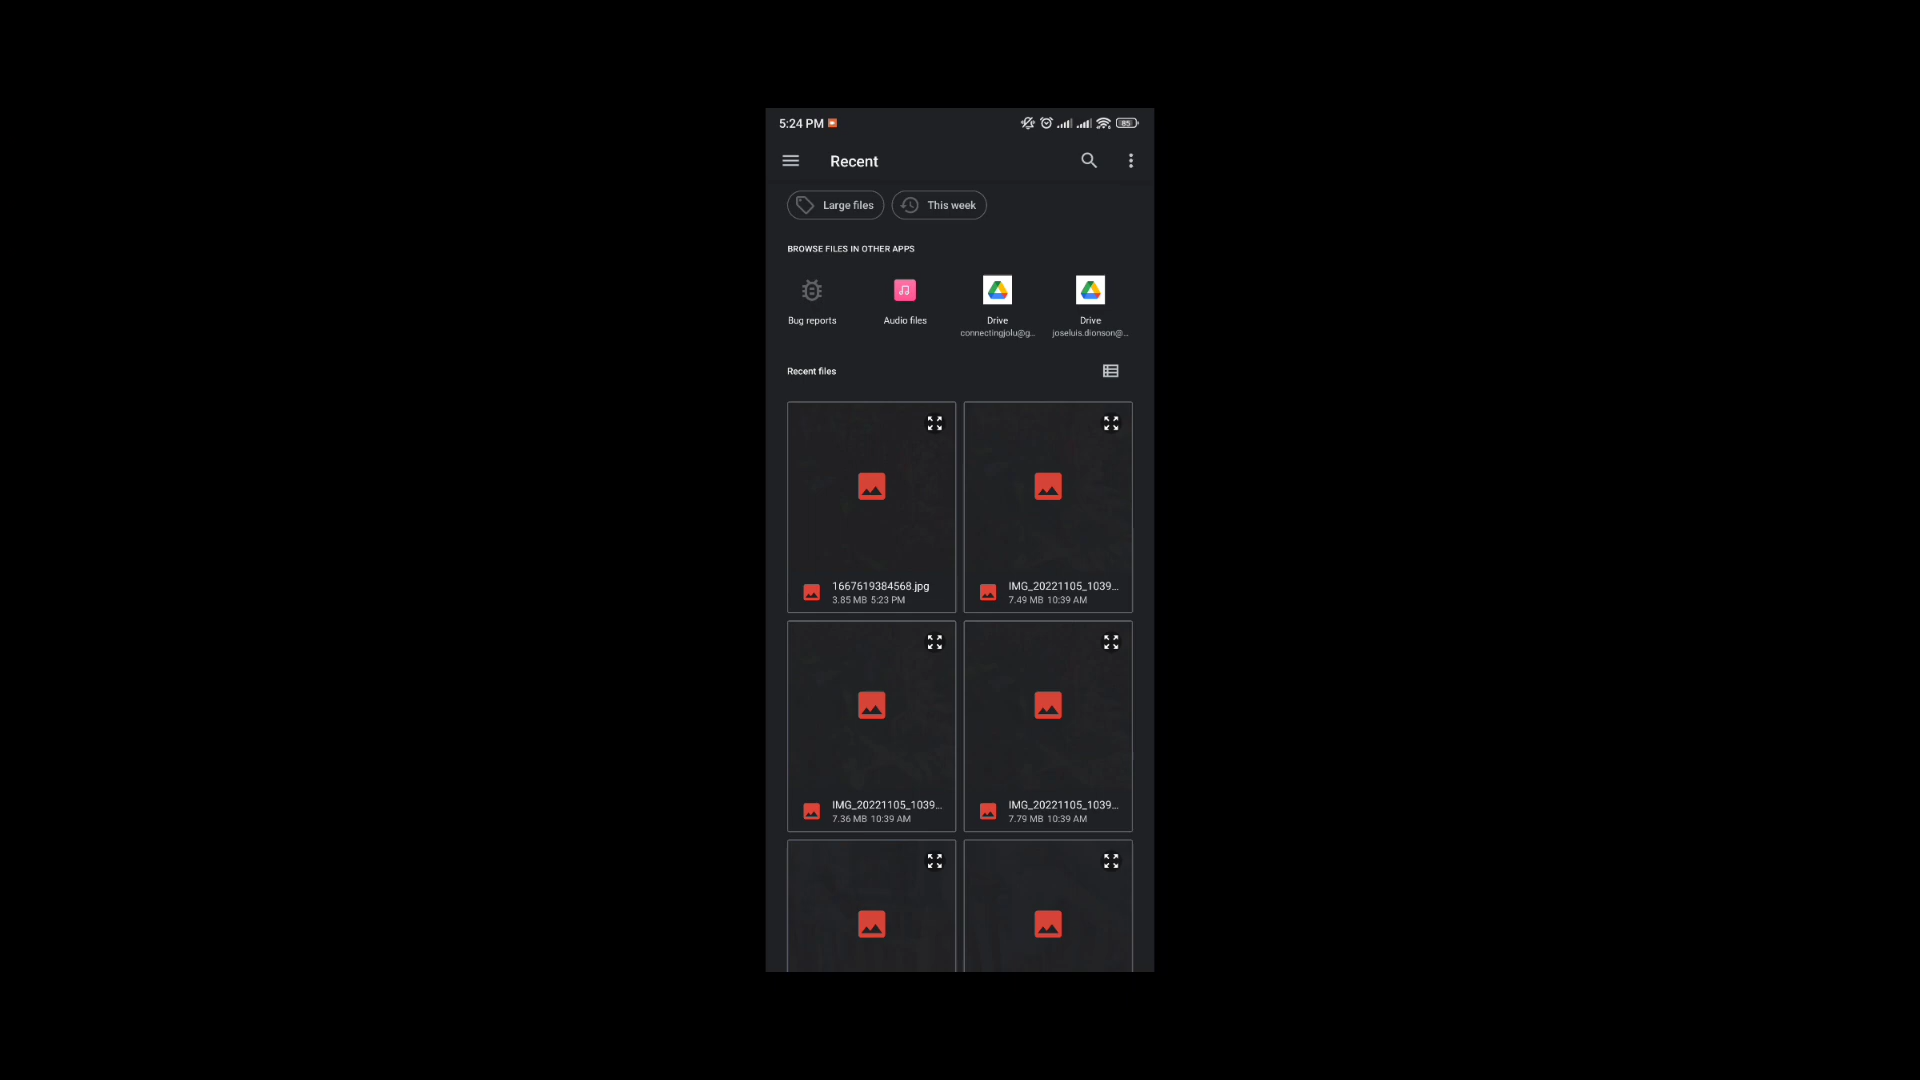 5:24 PM
85
Recent
Large files
This week
BROWSE FILES IN OTHER APPS
Bug reports
Audio files
Drive
connectingjolu@g...
Drive
joseluis.dionson@...
Recent files
1667619384568.jpg
3.85 MB 5:23 PM
IMG_20221105_1039...
7.49 MB 10:39 AM
IMG_20221105_1039...
7.36 MB 10:39 AM
IMG_20221105_1039...
7.79 MB 10:39 AM